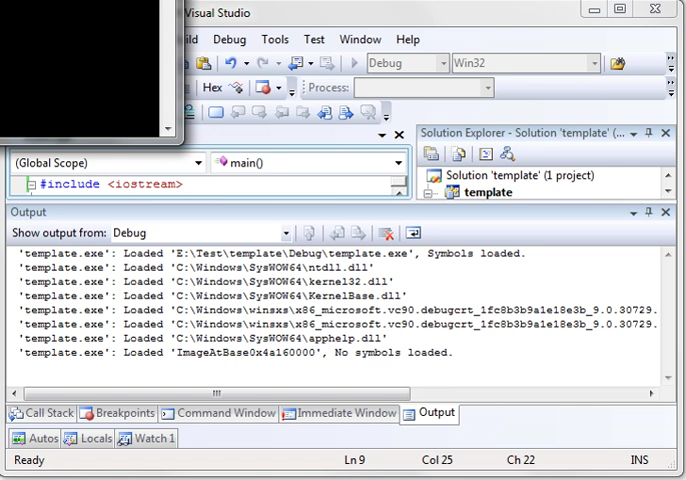 Visual Studio
ild Debug Tools Test Window Help
Debug Win32
Hex Process:
Solution Explorer - Solution 'template' (...
(Global Scope) main()
Solution 'template' (1 project)
#include <iostream>
template
Output
Show output from: Debug
'template.exe': Loaded 'E:\Test\template\Debug\template.exe', Symbols loaded.
'template.exe': Loaded 'C:\Windows\SysWOW64\ntdll.dll'
'template.exe': Loaded 'C:\Windows\SysWOW64\kernel32.dll'
'template.exe': Loaded 'C:\Windows\SysWOW64\KernelBase.dll'
'template.exe': Loaded 'C:\Windows\winsxs\x86_microsoft.vc90.debugcrt_1fc8b3b9a1e18e3b_9.0.30729.
'template.exe': Loaded 'C:\Windows\winsxs\x86_microsoft.vc90.debugcrt_1fc8b3b9a1e18e3b_9.0.30729.
'template.exe': Loaded 'C:\Windows\SysWOW64\apphelp.dll'
'template.exe': Loaded 'ImageAtBase0x4a160000', No symbols loaded.
Call Stack Breakpoints Command Window Immediate Window Output
Autos Locals Watch 1
Ready Ln 9 Col 25 Ch 22 INS